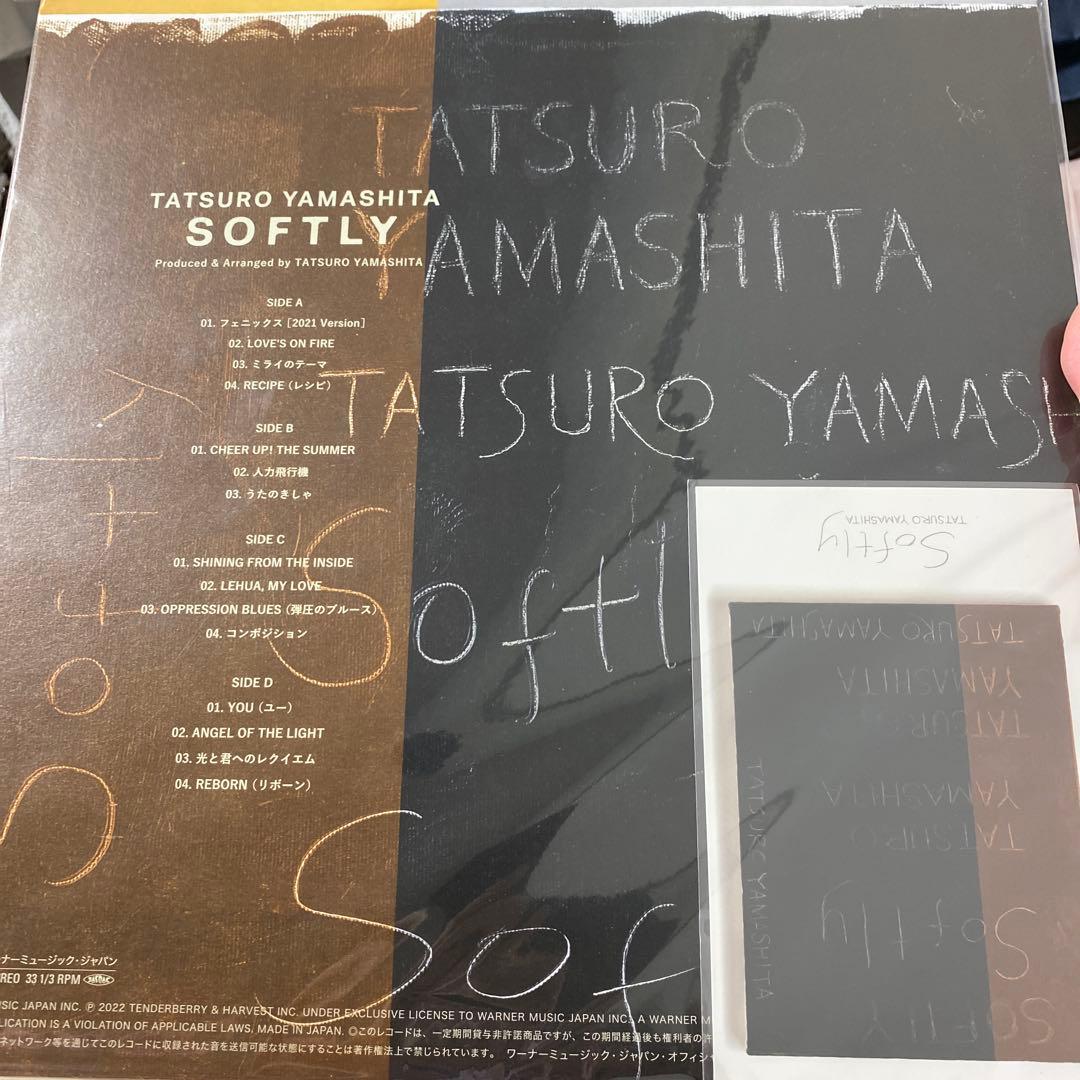 TATSURO
YAMASHITA
TATSURO YAMASH
Softl
Sof
Softly
TATSURO YAMASHITA
SOFTLY
Produced & Arranged by TATSURO YAMASHITA
SIDE A
01. フェニックス [2021 Version]
02. LOVE'S ON FIRE
03. ミライのテーマ
04. RECIPE (レシピ)
SIDE B
01. CHEER UP! THE SUMMER
02. 人力飛行機
03. うたのきしゃ
SIDE C
01. SHINING FROM THE INSIDE
02. LEHUA, MY LOVE
03. OPPRESSION BLUES (弾圧のブルース)
04. コンポジション
SIDE D
01. YOU (ユー)
02. ANGEL OF THE LIGHT
03. 光と君へのレクイエム
04. REBORN (リボーン)
ーナーミュージック・ジャパン
REO 33 1/3 RPM
SIC JAPAN INC. ℗ 2022 TENDERBERRY & HARVEST INC. UNDER EXCLUSIVE LICENSE TO WARNER MUSIC JAPAN INC. A WARNER M
LICATION IS A VIOLATION OF APPLICABLE LAWS. MADE IN JAPAN. ◎このレコードは、一定期間貸与非許諾商品ですが、この期間経過後も権利者の許
ネットワーク等を通じてこのレコードに収録された音を送信可能な状態にすることは著作権法上で禁じられています。 ワーナーミュージック・ジャパン・オフィシ
Softly
TATSURO YAMASHITA
TATSURO YAMASHITA
YAMASHITA
TATSURO
YAMASHITA
TATSURO
Softly
SOFTLY
TATSURO YAMASHITA